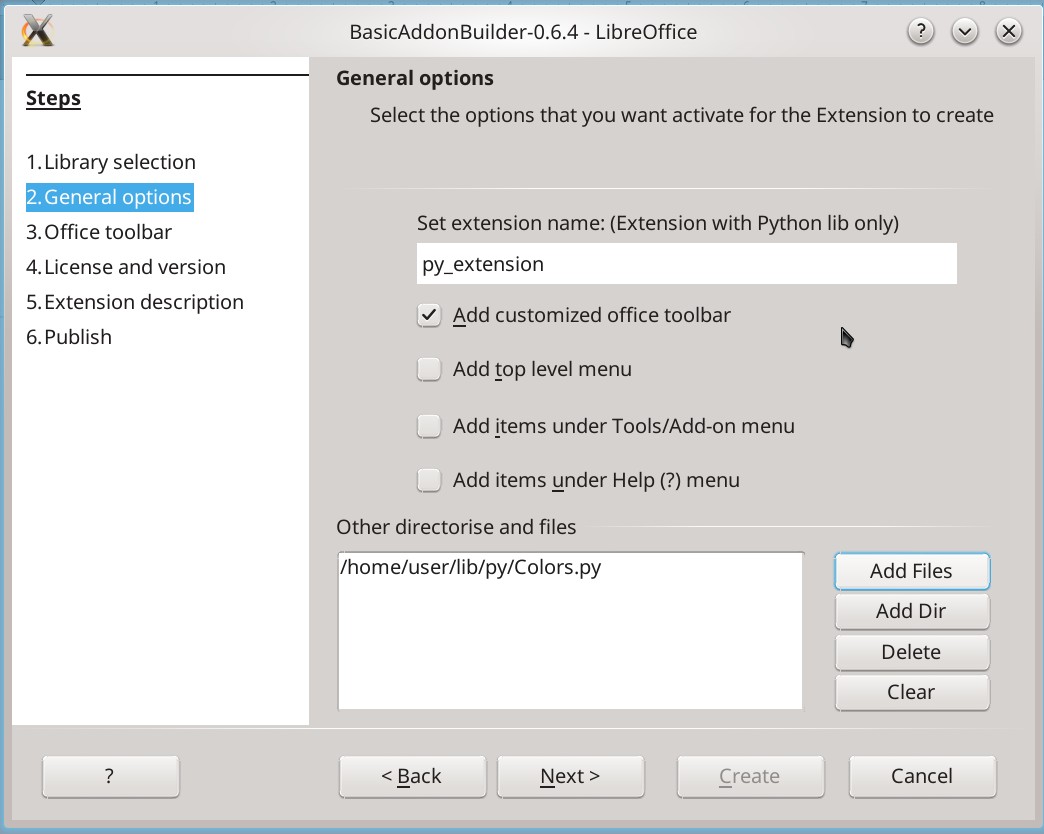 BasicAddonBuilder-0.6.4 - LibreOffice
?
Steps
1.Library selection
2.General options
3.Office toolbar
4.License and version
5.Extension description
6.Publish
General options
Select the options that you want activate for the Extension to create
Set extension name: (Extension with Python lib only)
py_extension
Add customized office toolbar
Add top level menu
Add items under Tools/Add-on menu
Add items under Help (?) menu
Other directorise and files
/home/user/lib/py/Colors.py
Add Files
Add Dir
Delete
Clear
?
< Back
Next >
Create
Cancel